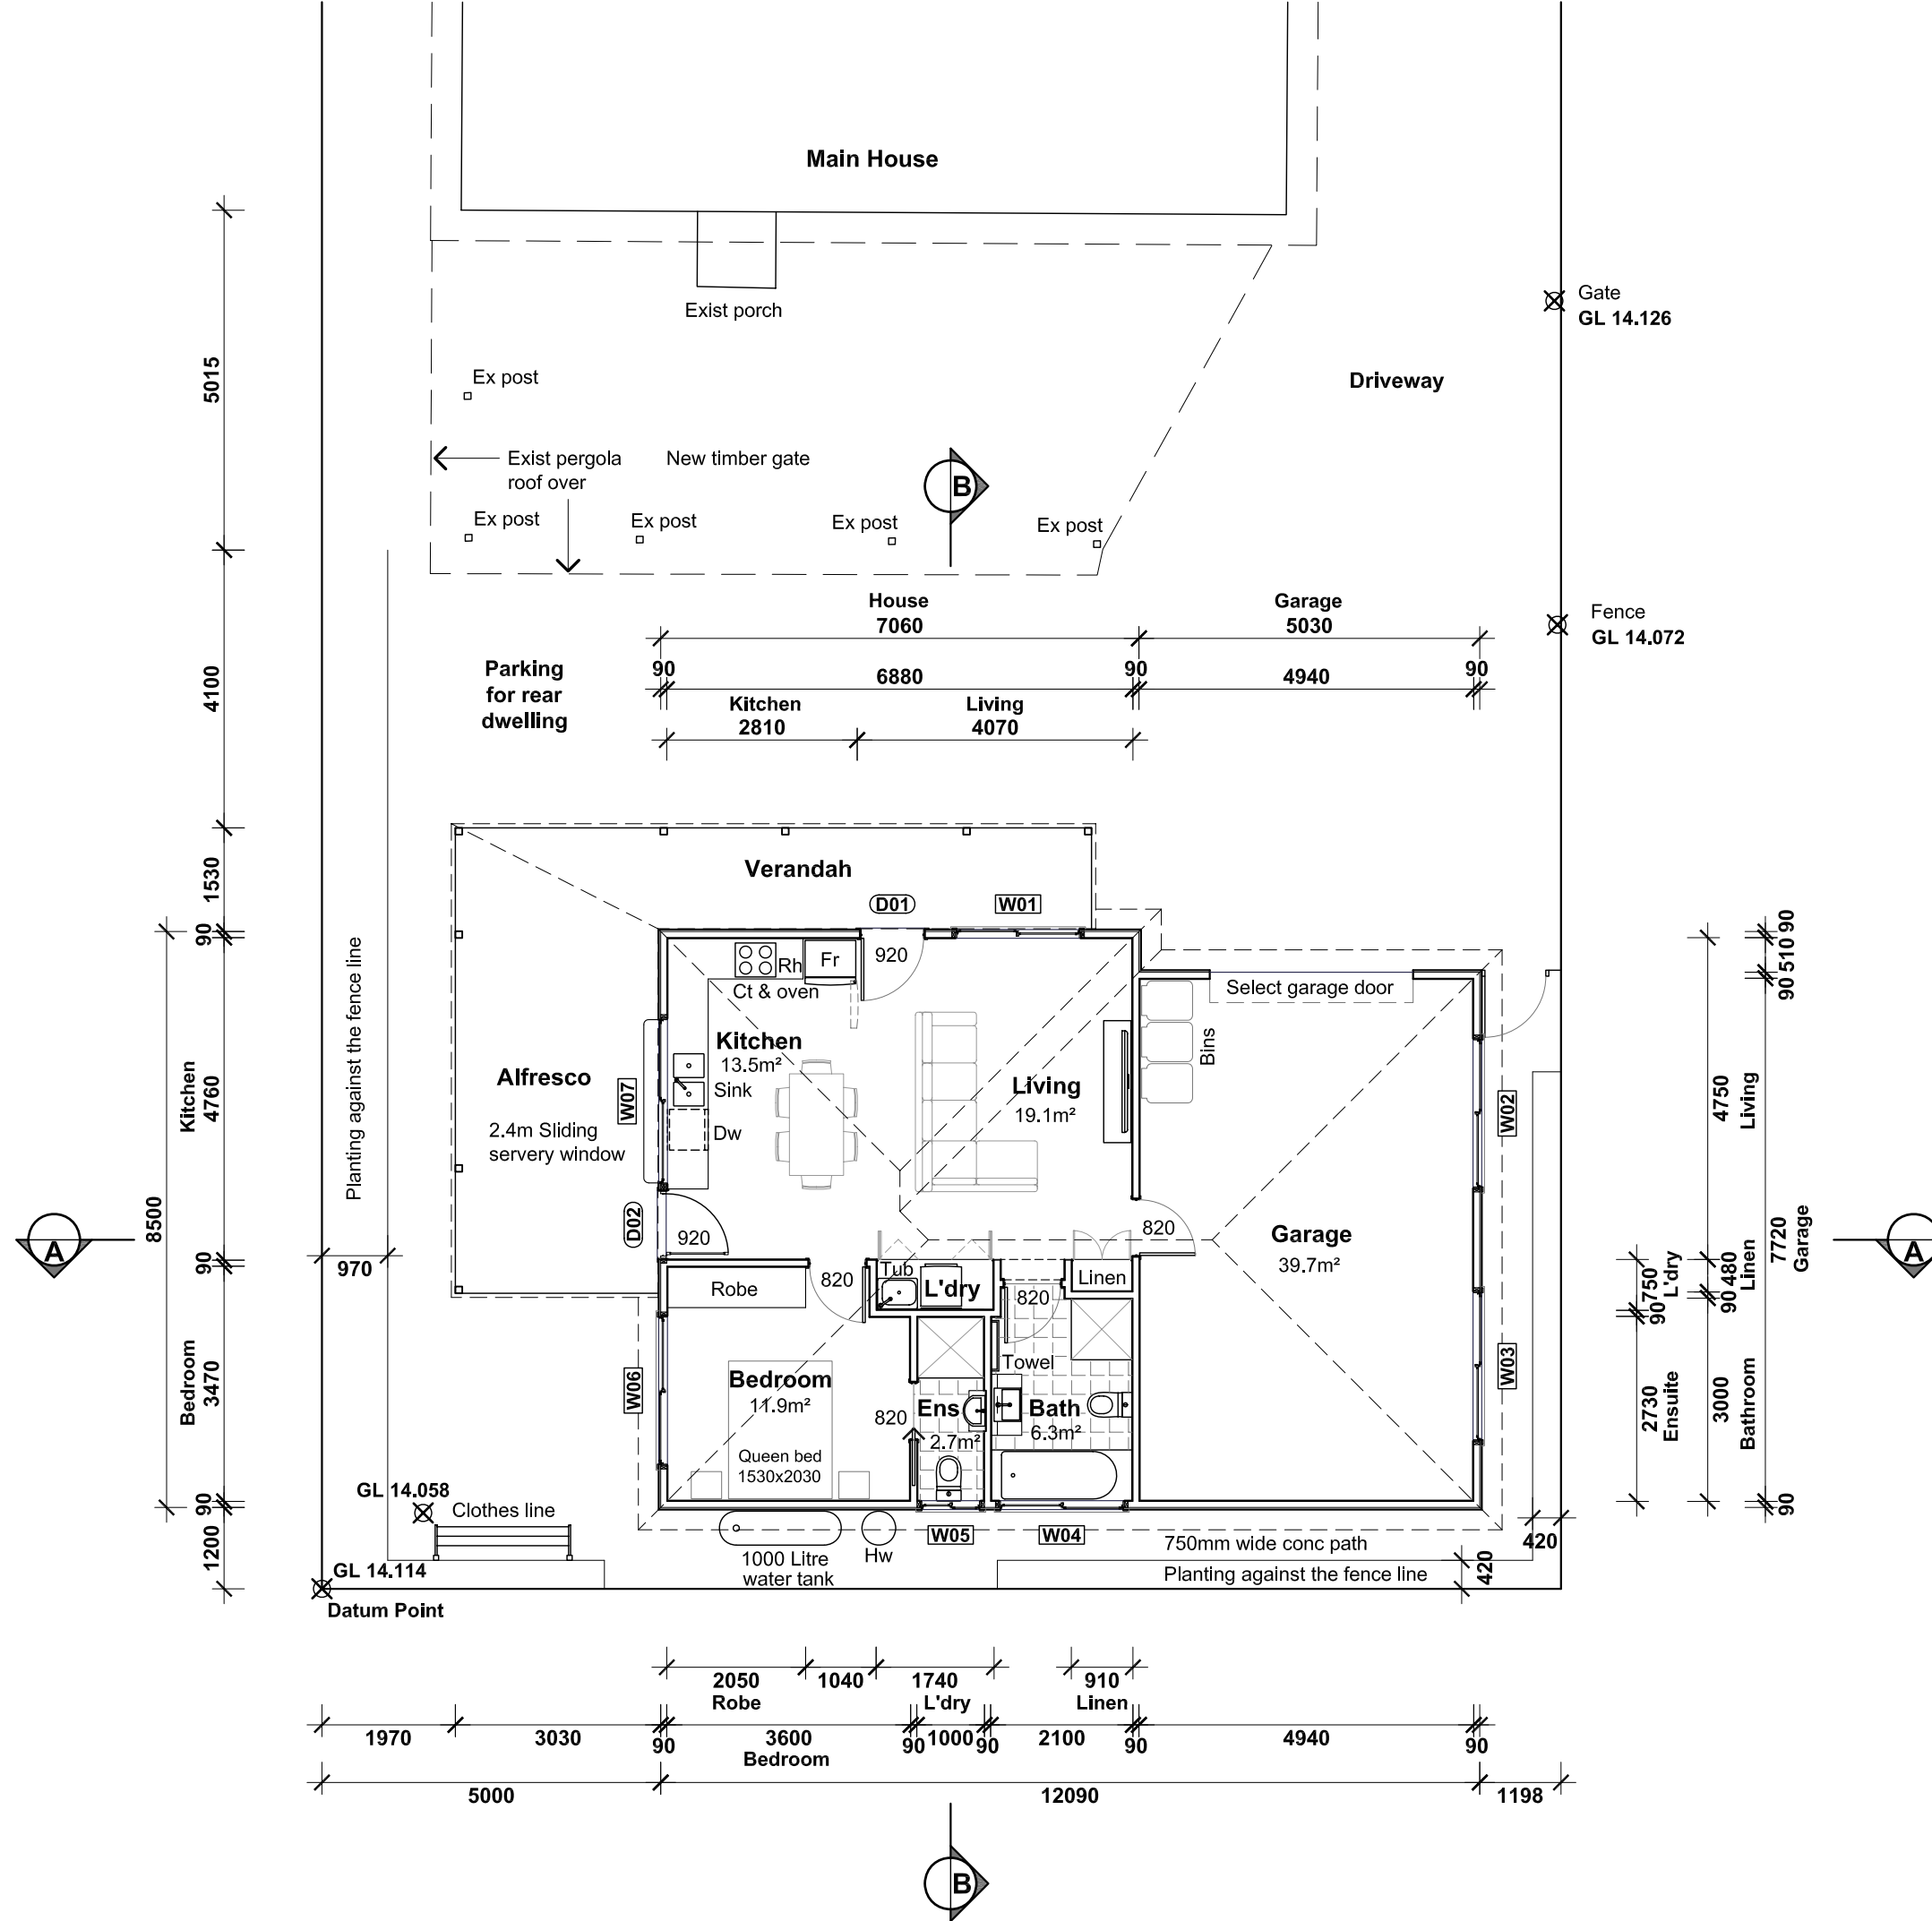 Main House
Exist porch
Gate
GL 14.126
Driveway
5015
Ex post
Exist pergola
roof over
New timber gate
B
Ex post
Ex post
Ex post
Ex post
Fence
GL 14.072
House
7060
Garage
5030
Parking
for rear
dwelling
90
6880
90
4940
90
Kitchen
2810
Living
4070
4100
1530
90
Verandah
D01
W01
Rh
Fr
920
Ct & oven
Select garage door
Bins
Kitchen
13.5m²
Sink
Dw
Living
19.1m²
Alfresco
2.4m Sliding
servery window
W07
D02
920
Planting against the fence line
Kitchen
4760
8500
90
970
A
A
W02
820
Garage
39.7m²
90
510
90
4750
Living
7720
Garage
Robe
820
Tub
L'dry
820
Linen
Towel
750
L'dry
90
480
Linen
90
Bedroom
3470
W06
Bedroom
11.9m²
Queen bed
1530x2030
820
Ens
2.7m²
Bath
6.3m²
W03
2730
Ensuite
3000
Bathroom
90
90
1200
GL 14.058
Clothes line
GL 14.114
Datum Point
1000 Litre
water tank
Hw
W05
W04
750mm wide conc path
Planting against the fence line
420
420
2050
Robe
1040
1740
L'dry
910
Linen
1970
3030
90
3600
Bedroom
90
1000
90
2100
90
4940
90
5000
12090
1198
B